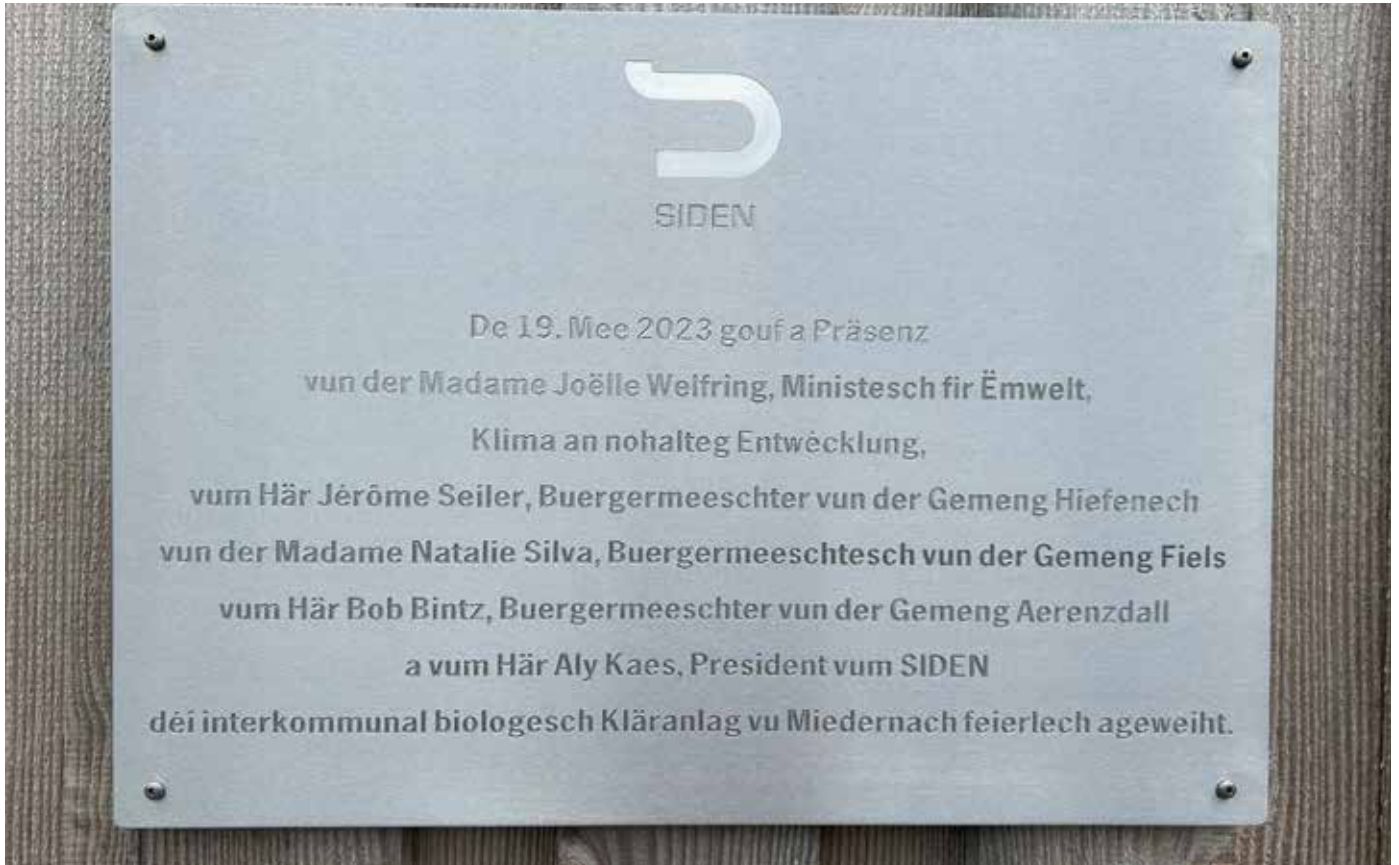 SIDEN
De 19. Mee 2023 gouf a Präsenz
vun der Madame Joëlle Welfring, Ministesch fir Ëmwelt,
Klima an nohalteg Entwécklung,
vum Här Jérôme Seiler, Buergermeeschter vun der Gemeng Hiefenech
vun der Madame Natalie Silva, Buergermeeschtesch vun der Gemeng Fiels
vum Här Bob Bintz, Buergermeeschter vun der Gemeng Aerenzdall
a vum Här Aly Kaes, President vum SIDEN
déi interkommunal biologesch Kläranlag vu Miedernach feierlech ageweiht.